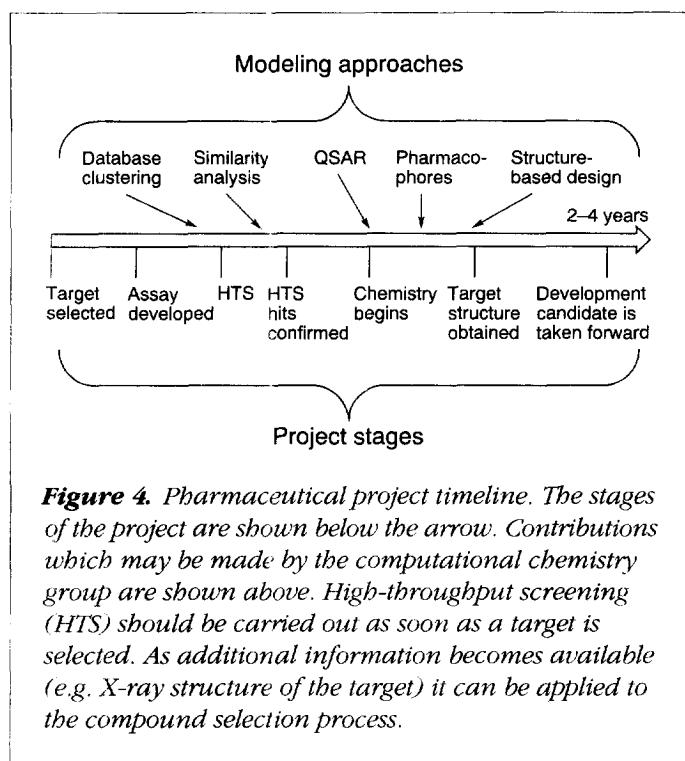 Modeling approaches
Database clustering
Similarity analysis
QSAR
Pharmaco-
phores
Structure-
based design
2–4 years
Target selected
Assay developed
HTS
HTS hits confirmed
Chemistry begins
Target structure obtained
Development candidate is taken forward
Project stages
Figure 4. Pharmaceutical project timeline. The stages
of the project are shown below the arrow. Contributions
which may be made by the computational chemistry
group are shown above. High-throughput screening
(HTS) should be carried out as soon as a target is
selected. As additional information becomes available
(e.g. X-ray structure of the target) it can be applied to
the compound selection process.